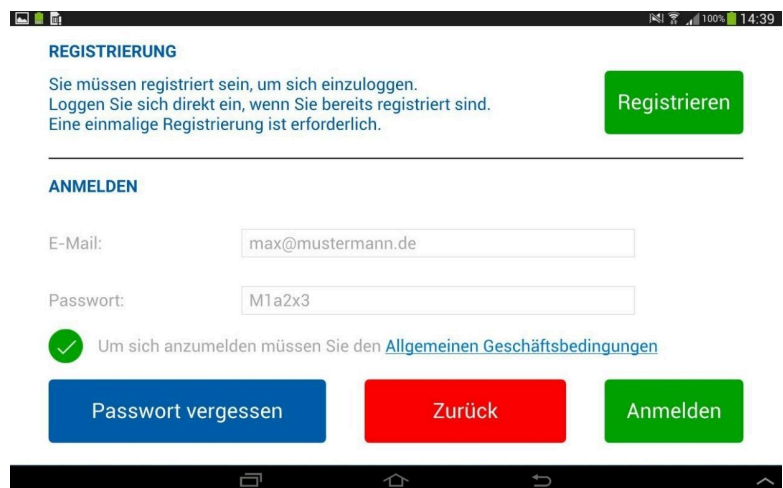 100% 14:39
REGISTRIERUNG
Sie müssen registriert sein, um sich einzuloggen.
Loggen Sie sich direkt ein, wenn Sie bereits registriert sind.
Eine einmalige Registrierung ist erforderlich.
Registrieren
ANMELDEN
E-Mail: max@mustermann.de
Passwort: M1a2x3
Um sich anzumelden müssen Sie den Allgemeinen Geschäftsbedingungen
Passwort vergessen Zurück Anmelden